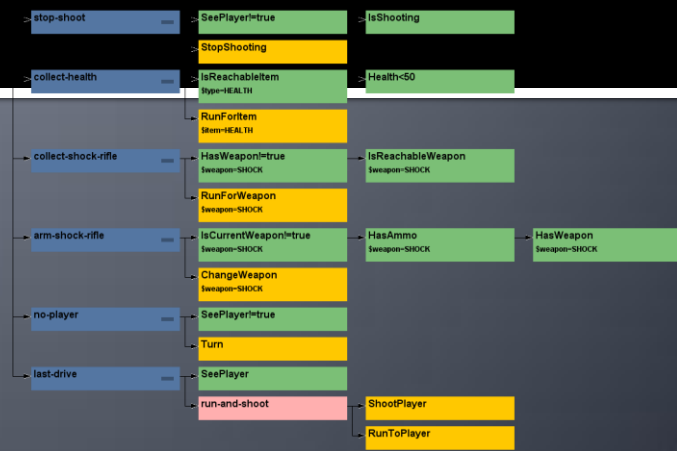 stop-shoot SeePlayer!=true IsShooting
StopShooting
collect-health IsReachableItem Health<50
$type=HEALTH
RunForItem
$item=HEALTH
collect-shock-rifle HasWeapon!=true IsReachableWeapon
$weapon=SHOCK $weapon=SHOCK
RunForWeapon
$weapon=SHOCK
arm-shock-rifle IsCurrentWeapon!=true HasAmmo HasWeapon
$weapon=SHOCK $weapon=SHOCK $weapon=SHOCK
ChangeWeapon
$weapon=SHOCK
no-player SeePlayer!=true
Turn
last-drive SeePlayer
run-and-shoot ShootPlayer
RunToPlayer